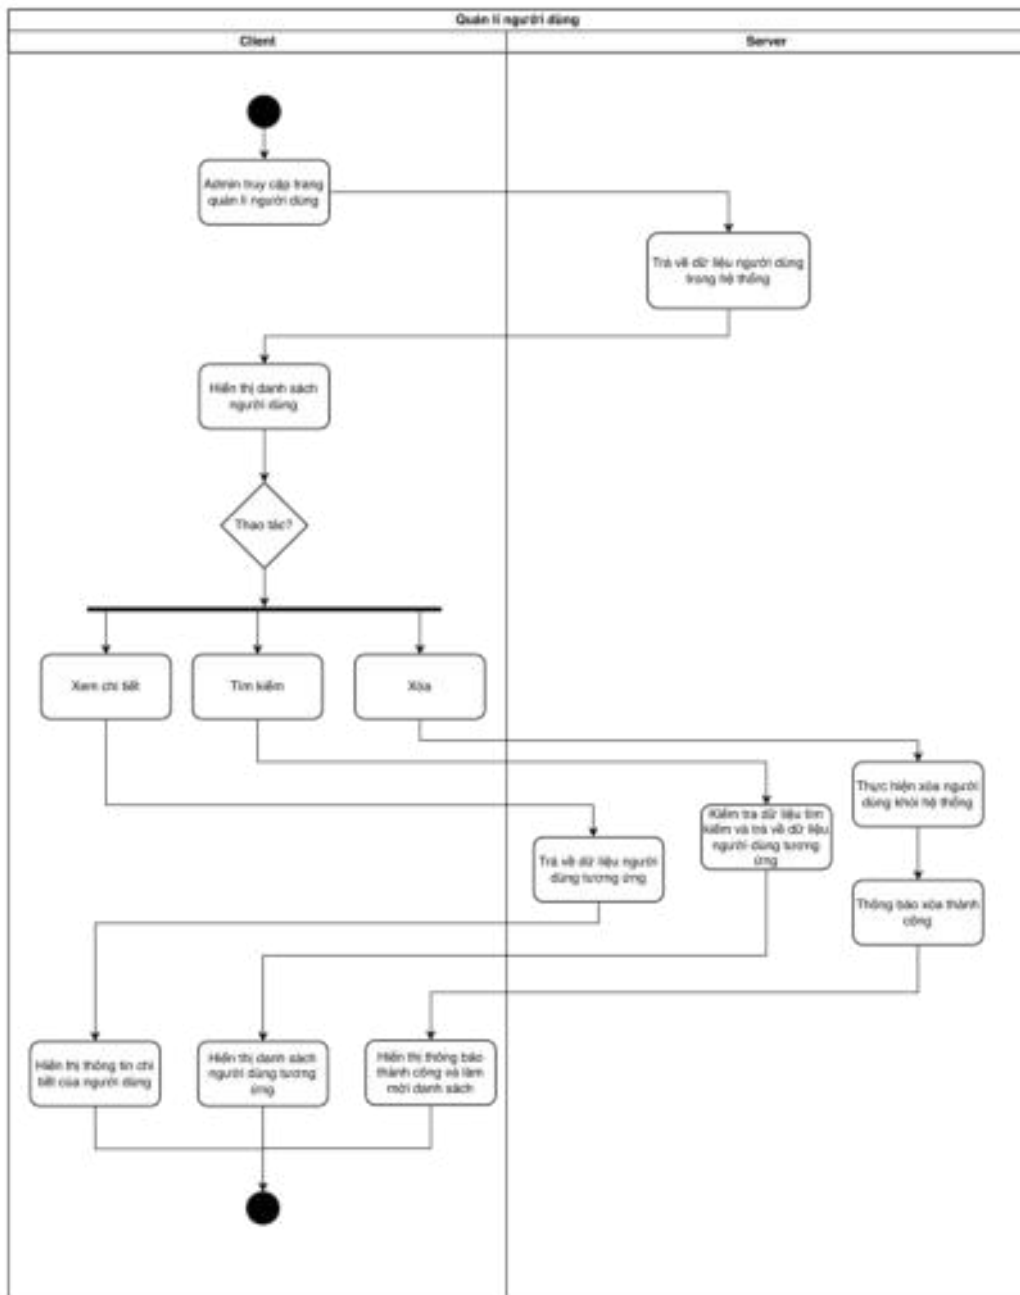 Quản lí người dùng
Client
Server
Admin truy cập trang
quản lí người dùng
Trả về dữ liệu người dùng
trong hệ thống
Hiển thị danh sách
người dùng
Thao tác?
Xem chi tiết
Tìm kiếm
Xóa
Thực hiện xóa người
dùng khỏi hệ thống
Kiểm tra dữ liệu tìm
kiếm và trả về dữ liệu
người dùng tương
ứng
Trả về dữ liệu người
dùng tương ứng
Thông báo xóa thành
công
Hiển thị thông tin chi
tiết của người dùng
Hiển thị danh sách
người dùng tương
ứng
Hiển thị thông báo
thành công và làm
mới danh sách